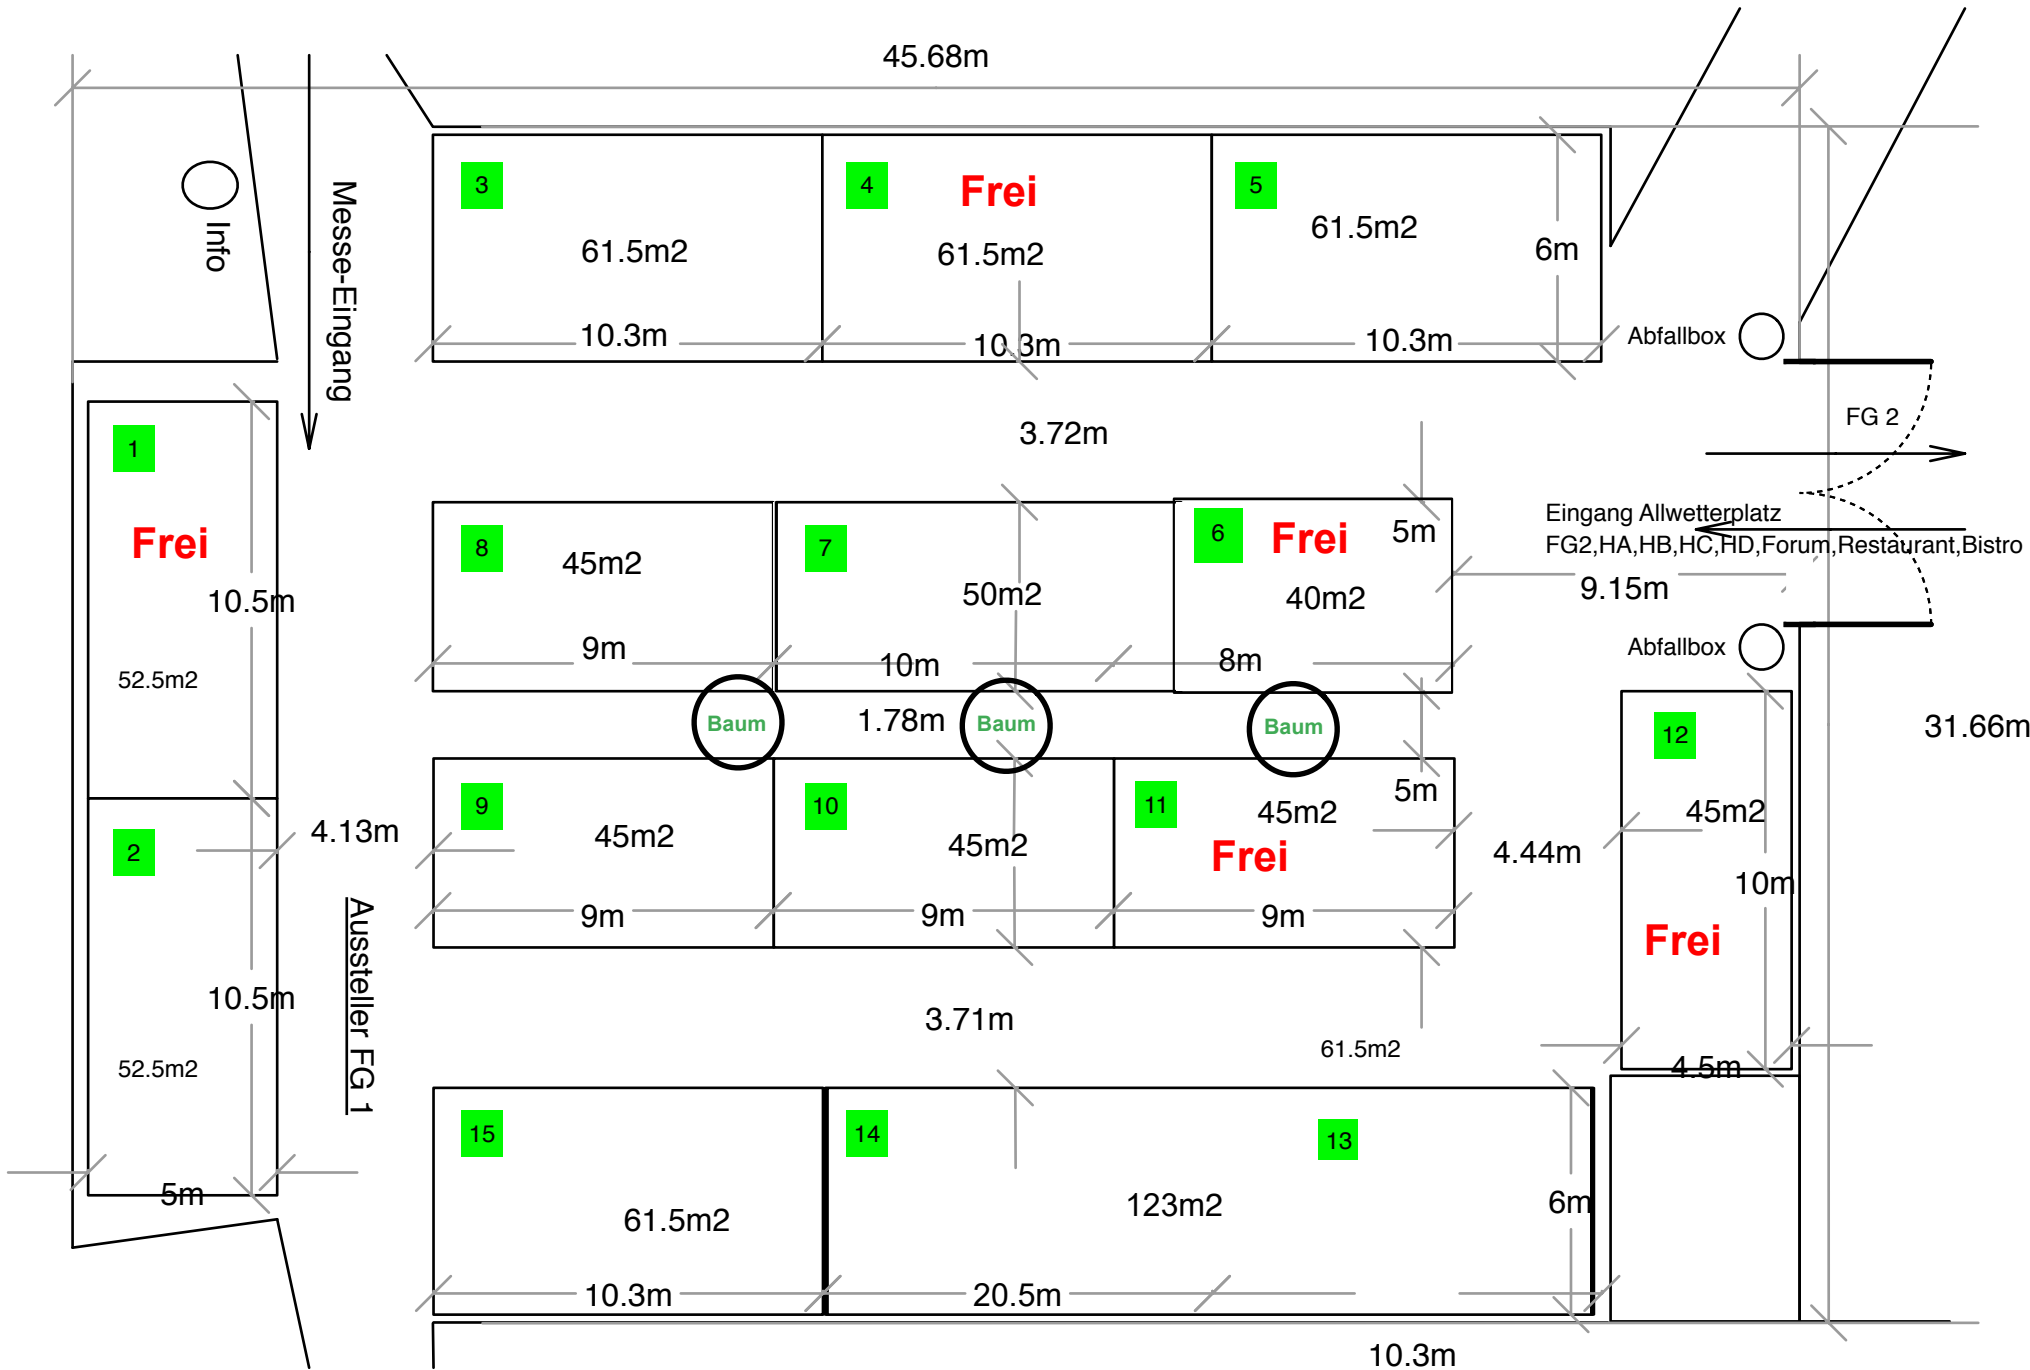 45.68m
3
4
Frei
5
61.5m2
61.5m2
61.5m2
6m
10.3m
10.3m
10.3m
Info
Messe-Eingang
Abfallbox
1
Frei
10.5m
52.5m2
3.72m
FG 2
8
45m2
9m
7
50m2
10m
6
Frei
5m
40m2
8m
Eingang Allwetterplatz
FG2,HA,HB,HC,HD,Forum,Restaurant,Bistro
9.15m
Abfallbox
Baum
1.78m
Baum
Baum
31.66m
2
4.13m
10.5m
52.5m2
5m
Aussteller FG 1
9
45m2
9m
10
45m2
9m
11
45m2
5m
Frei
9m
4.44m
12
45m2
10m
Frei
4.5m
3.71m
61.5m2
15
61.5m2
10.3m
14
13
123m2
6m
20.5m
10.3m